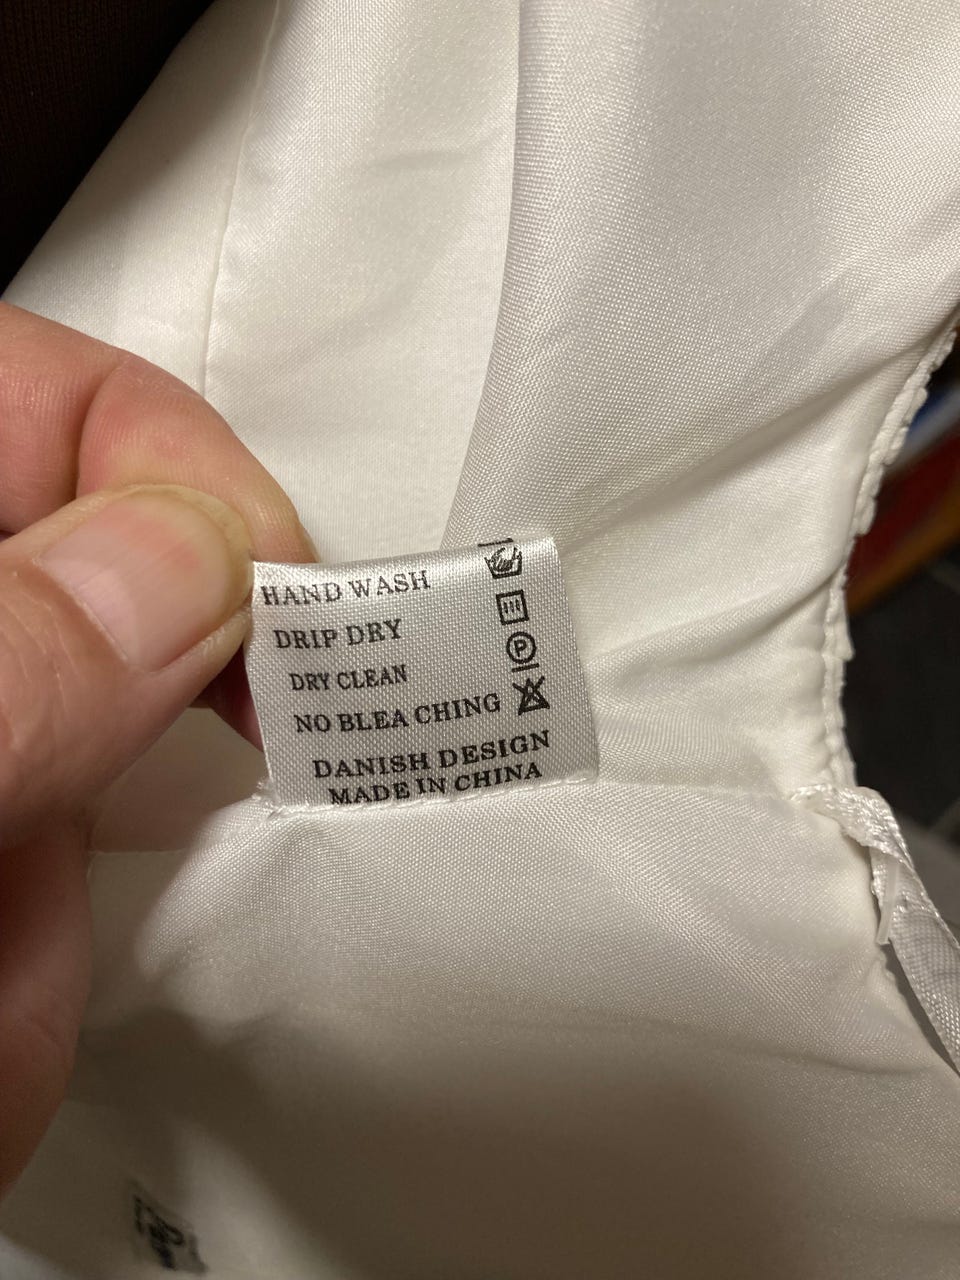 HAND WASH
DRIP DRY
DRY CLEAN
P
NO BLEA CHING
DANISH DESIGN
MADE IN CHINA